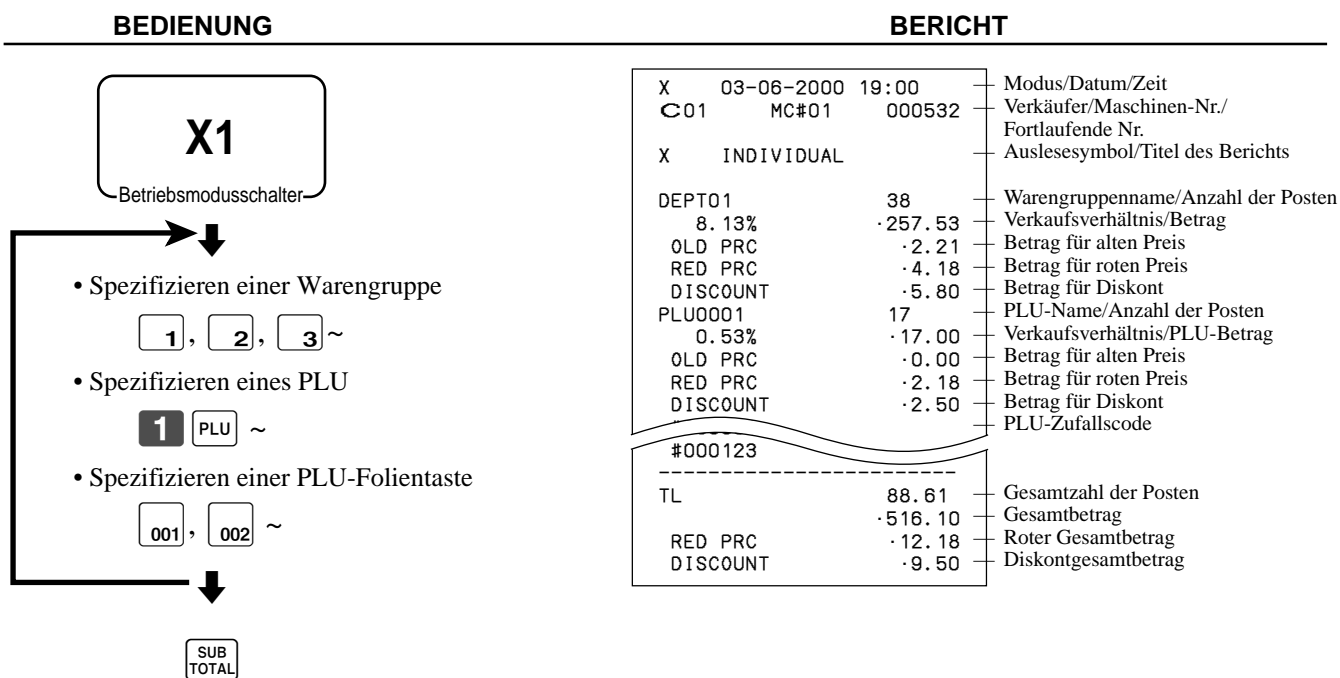 BEDIENUNG
BERICHT
X1
Betriebsmodusschalter
• Spezifizieren einer Warengruppe
1, 2, 3~
• Spezifizieren eines PLU
1 PLU ~
• Spezifizieren einer PLU-Folientaste
001, 002 ~
SUB
TOTAL
X 03-06-2000 19:00 Modus/Datum/Zeit
C01 MC#01 000532 Verkäufer/Maschinen-Nr./
Fortlaufende Nr.
X INDIVIDUAL Auslesesymbol/Titel des Berichts
DEPT01 38 Warengruppenname/Anzahl der Posten
8.13% ·257.53 Verkaufsverhältnis/Betrag
OLD PRC ·2.21 Betrag für alten Preis
RED PRC ·4.18 Betrag für roten Preis
DISCOUNT ·5.80 Betrag für Diskont
PLU0001 17 PLU-Name/Anzahl der Posten
0.53% ·17.00 Verkaufsverhältnis/PLU-Betrag
OLD PRC ·0.00 Betrag für alten Preis
RED PRC ·2.18 Betrag für roten Preis
DISCOUNT ·2.50 Betrag für Diskont
PLU-Zufallscode
#000123
------------------------------
TL 88.61 Gesamtzahl der Posten
·516.10 Gesamtbetrag
RED PRC ·12.18 Roter Gesamtbetrag
DISCOUNT ·9.50 Diskontgesamtbetrag